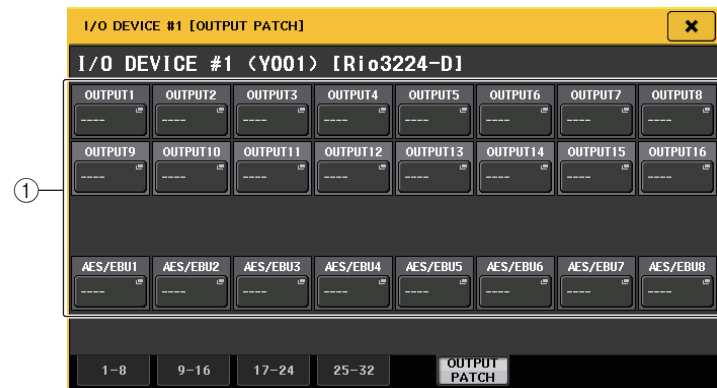 I/O DEVICE #1 [OUTPUT PATCH]
I/O DEVICE #1 (Y001) [Rio3224-D]
OUTPUT1 OUTPUT2 OUTPUT3 OUTPUT4 OUTPUT5 OUTPUT6 OUTPUT7 OUTPUT8
---- ---- ---- ---- ---- ---- ---- ----
OUTPUT9 OUTPUT10 OUTPUT11 OUTPUT12 OUTPUT13 OUTPUT14 OUTPUT15 OUTPUT16
---- ---- ---- ---- ---- ---- ---- ----
①
AES/EBU1 AES/EBU2 AES/EBU3 AES/EBU4 AES/EBU5 AES/EBU6 AES/EBU7 AES/EBU8
---- ---- ---- ---- ---- ---- ---- ----
1-8 9-16 17-24 25-32 OUTPUT
PATCH